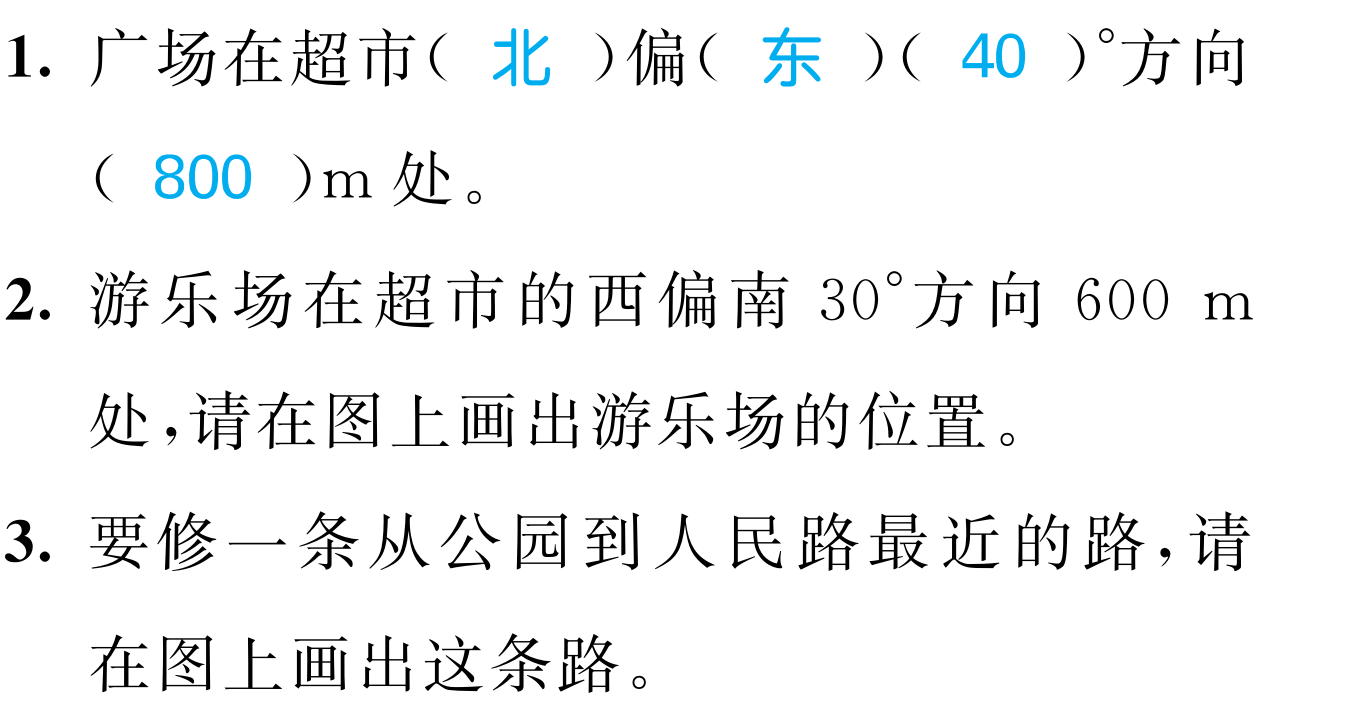 1. 广场在超市( 北 )偏( 东 )( 40 )°方向
( 800 )m 处。
2. 游乐场在超市的西偏南 30°方向 600 m
处,请在图上画出游乐场的位置。
3. 要修一条从公园到人民路最近的路,请
在图上画出这条路。